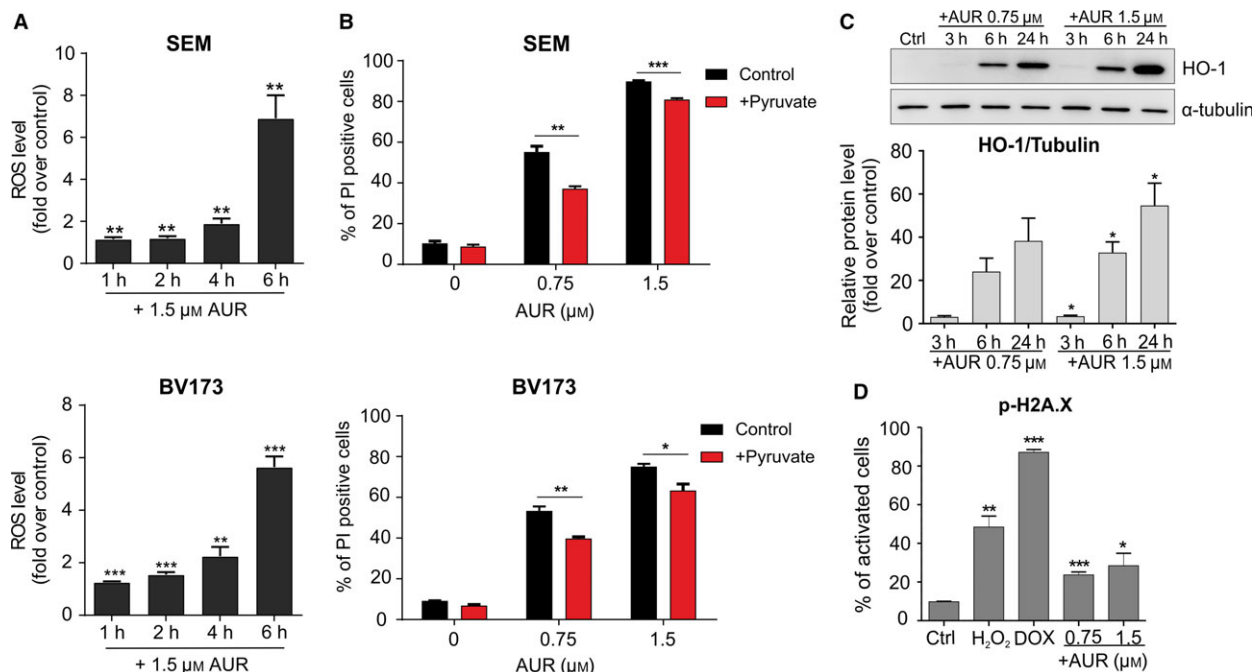 A
SEM
ROS level
(fold over control)
10
8
6
4
2
0
**
**
**
**
1 h 2 h 4 h 6 h
+ 1.5 µM AUR
BV173
ROS level
(fold over control)
8
6
4
2
0
***
***
**
***
1 h 2 h 4 h 6 h
+ 1.5 µM AUR
B
SEM
% of PI positive cells
100
80
60
40
20
0
**
***
Control
+Pyruvate
0 0.75 1.5
AUR (µM)
BV173
% of PI positive cells
100
80
60
40
20
0
**
*
Control
+Pyruvate
0 0.75 1.5
AUR (µM)
C
+AUR 0.75 µM +AUR 1.5 µM
Ctrl 3 h 6 h 24 h 3 h 6 h 24 h
HO-1
α-tubulin
HO-1/Tubulin
Relative protein level
(fold over control)
80
60
40
20
0
*
*
*
3 h 6 h 24 h 3 h 6 h 24 h
+AUR 0.75 µM +AUR 1.5 µM
D
p-H2A.X
% of activated cells
100
80
60
40
20
0
**
***
***
*
Ctrl H₂O₂ DOX 0.75 1.5
+AUR (µM)